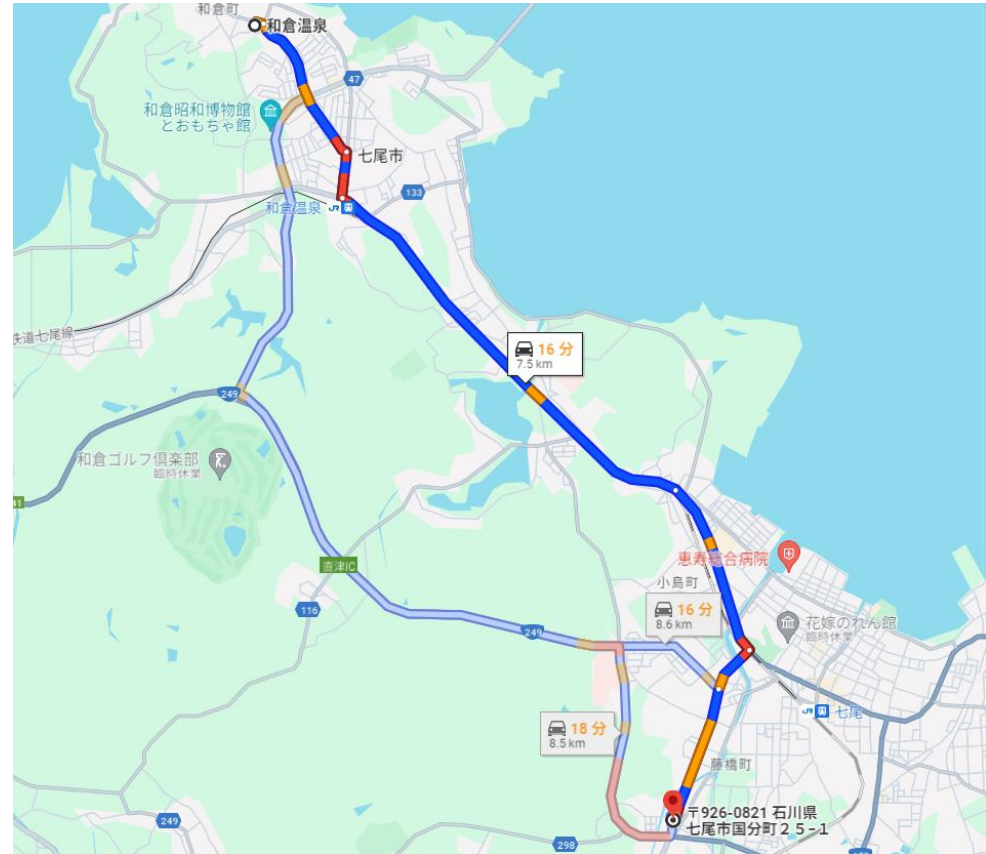 和倉町
和倉温泉
47
和倉昭和博物館
とおもちゃ館
七尾市
133
和倉温泉
JR
鉄道七尾線
16 分
7.5 km
249
和倉ゴルフ倶楽部
臨時休業
41
直津IC
恵寿総合病院
小島町
116
16 分
8.6 km
花嫁のれん館
臨時休業
249
JR
七尾
18 分
8.5 km
藤橋町
〒926-0821 石川県
七尾市国分町２５−１
249
298